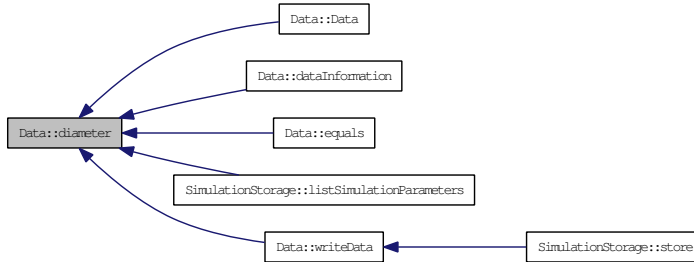 Data::Data
Data::dataInformation
Data::diameter
Data::equals
SimulationStorage::listSimulationParameters
Data::writeData
SimulationStorage::store